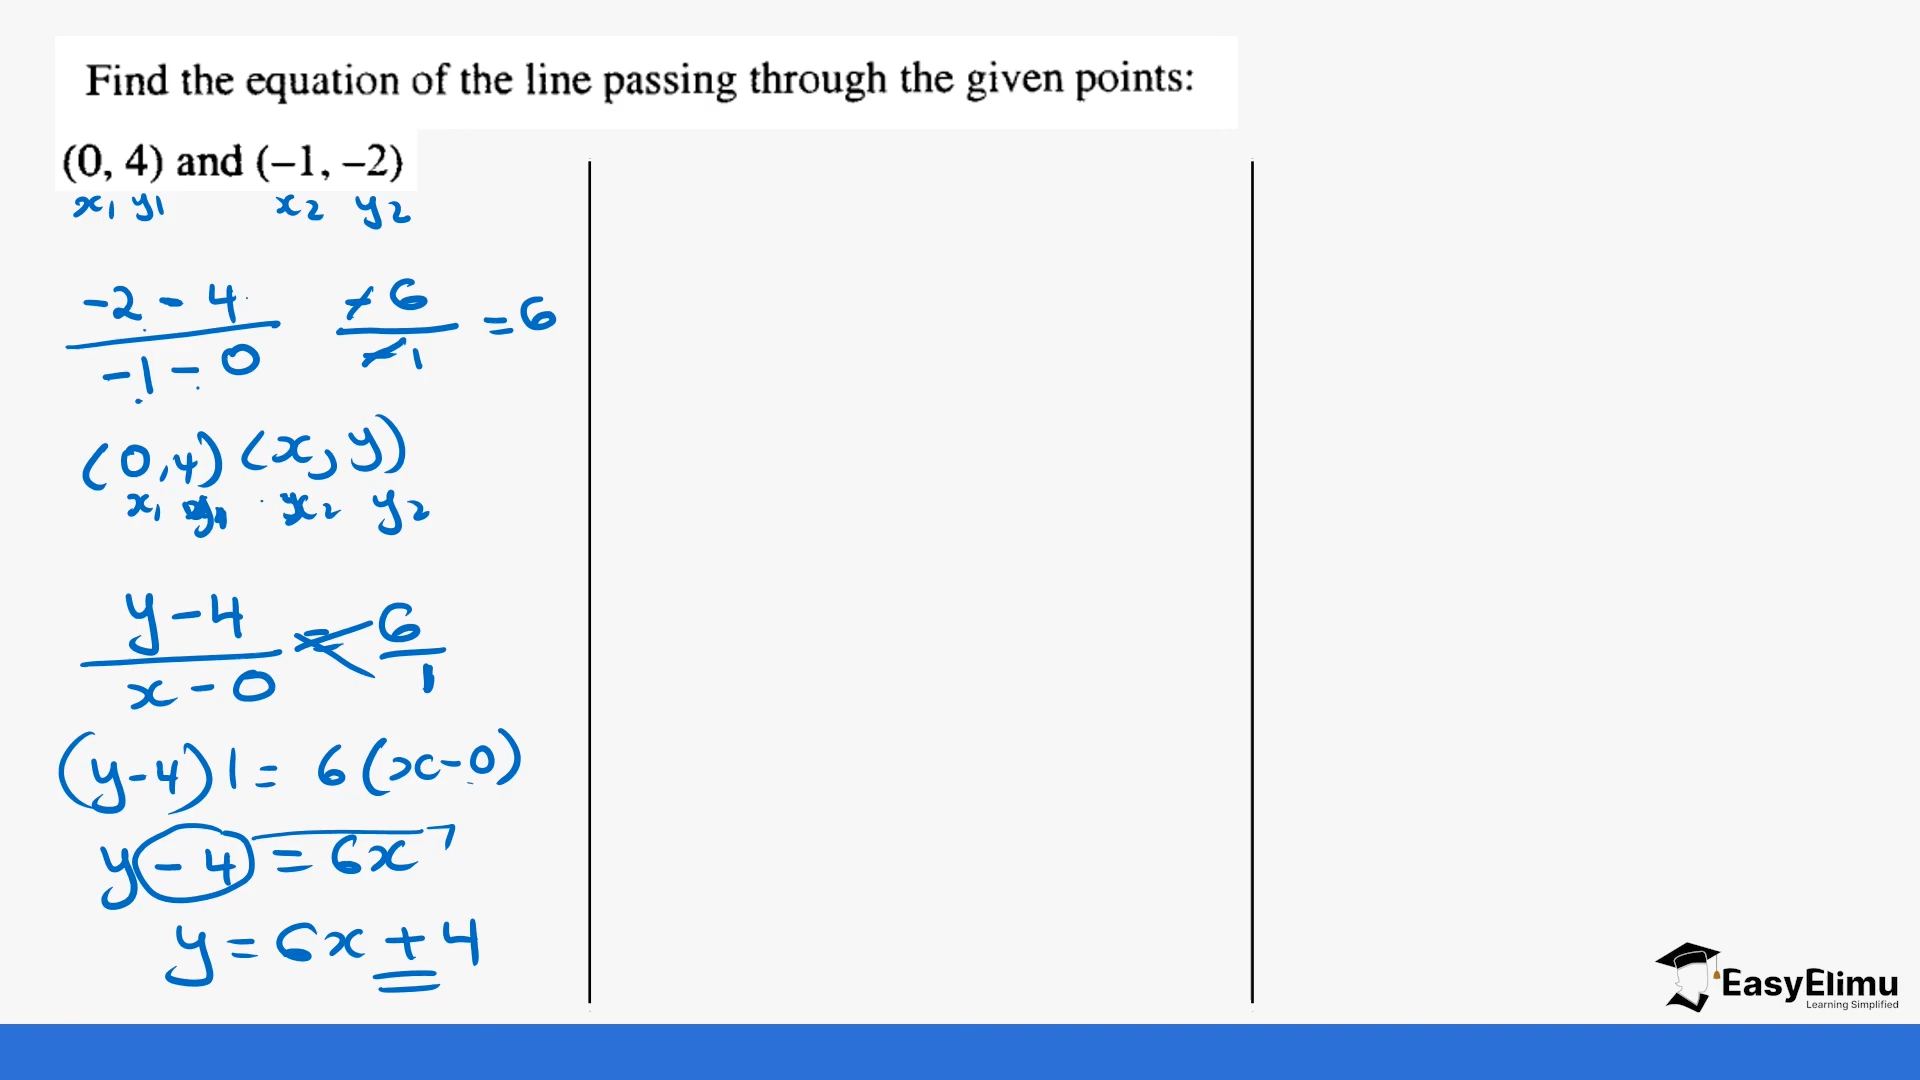 Find the equation of the line passing through the given points:
(0, 4) and (–1, –2)
x₁ y₁ x₂ y₂
-2 - 4 / -1 - 0   -6 / -1 = 6
(0,4) (x, y)
x₁ y₁ x₂ y₂
y - 4 / x - 0 = 6 / 1
(y-4) 1 = 6(x-0)
y - 4 = 6x
y = 6x + 4
EasyElimu
Learning Simplified